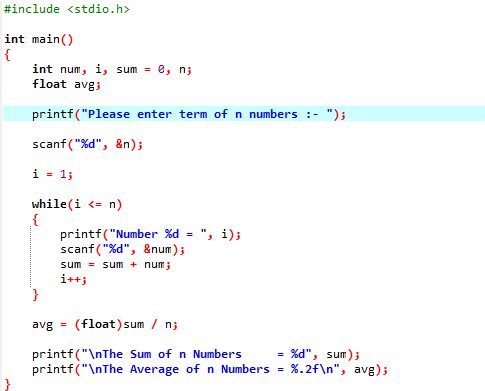 #include <stdio.h>
int main()
{
int num, i, sum = 0, n;
float avg;
printf("Please enter term of n numbers :- ");
scanf("%d", &n);
i = 1;
while(i <= n)
{
printf("Number %d = ", i);
scanf("%d", &num);
sum = sum + num;
i++;
}
avg = (float)sum / n;
printf("\nThe Sum of n Numbers     = %d", sum);
printf("\nThe Average of n Numbers = %.2f\n", avg);
}